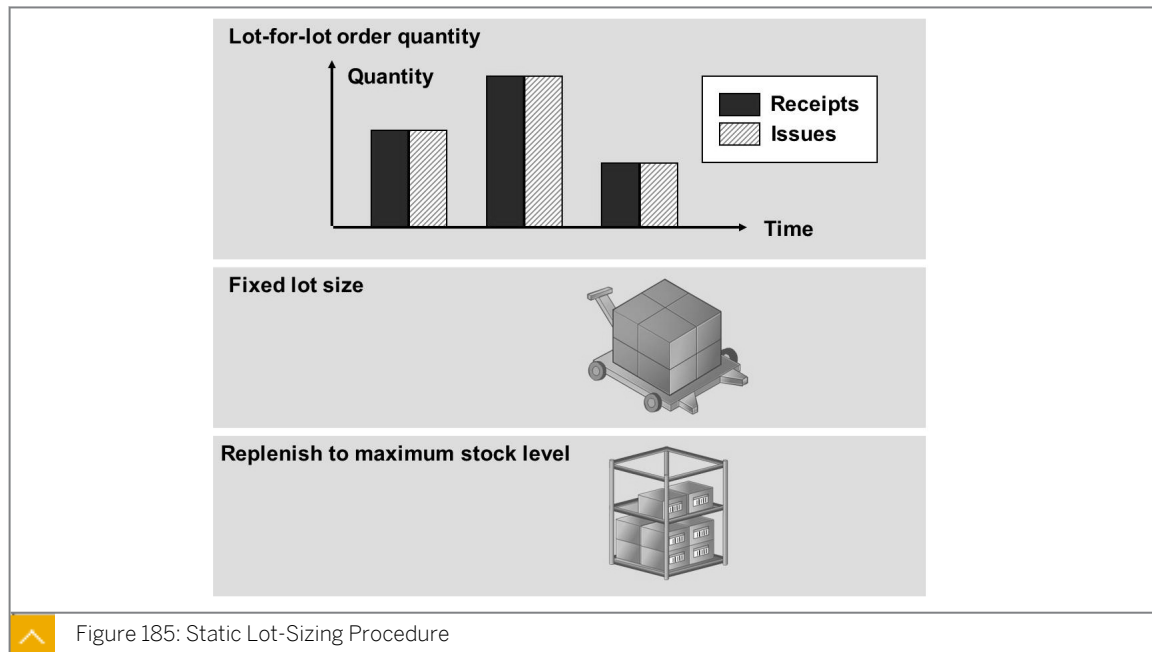 Lot-for-lot order quantity
Quantity
Receipts
Issues
Time
Fixed lot size
Replenish to maximum stock level
Figure 185: Static Lot-Sizing Procedure